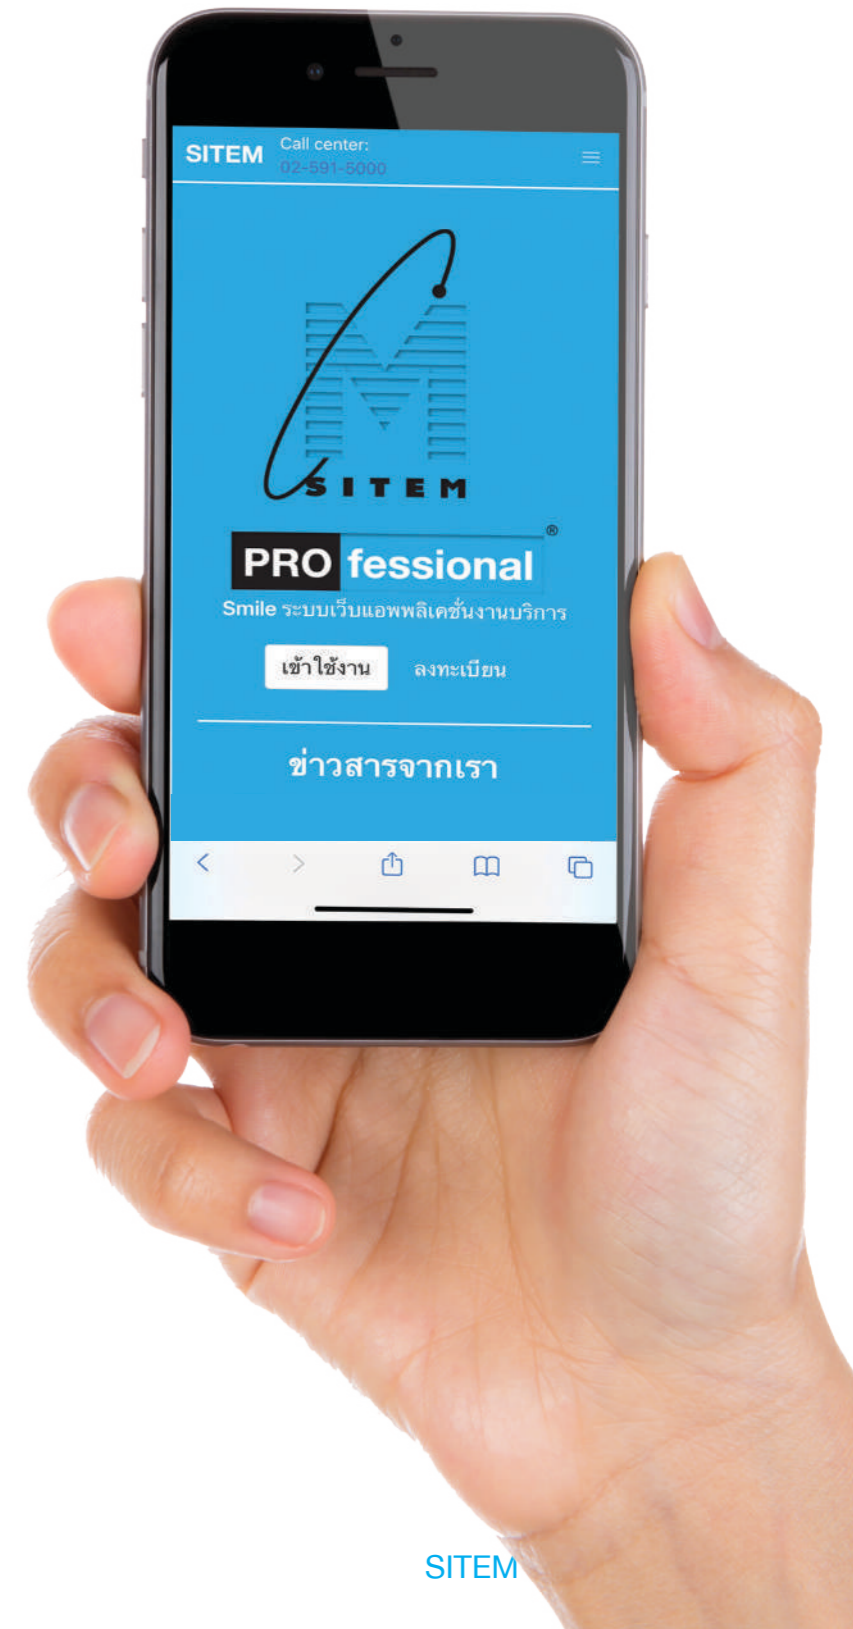 SITEM
Call center:
02-591-5000
SITEM
PROfessional®
Smile ระบบเว็บแอพพลิเคชั่นงานบริการ
เข้าใช้งาน ลงทะเบียน
ข่าวสารจากเรา
SITEM